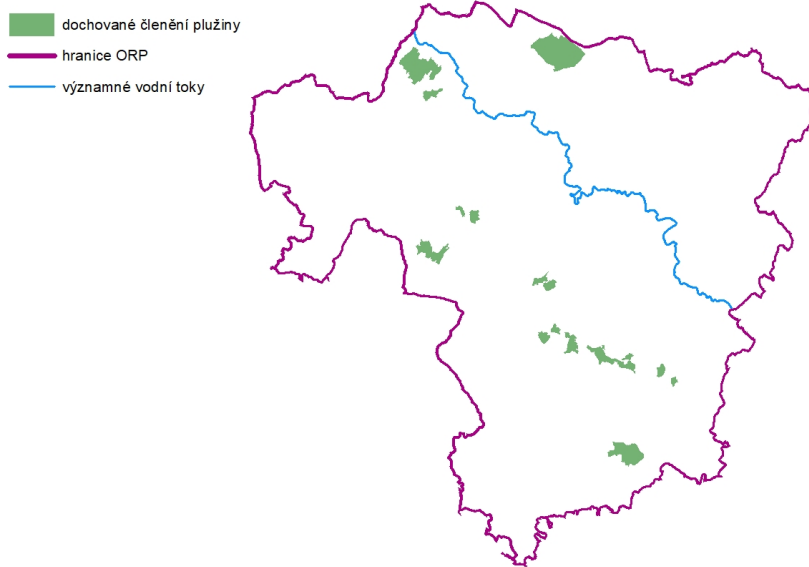 dochované členění plužiny
hranice ORP
významné vodní toky